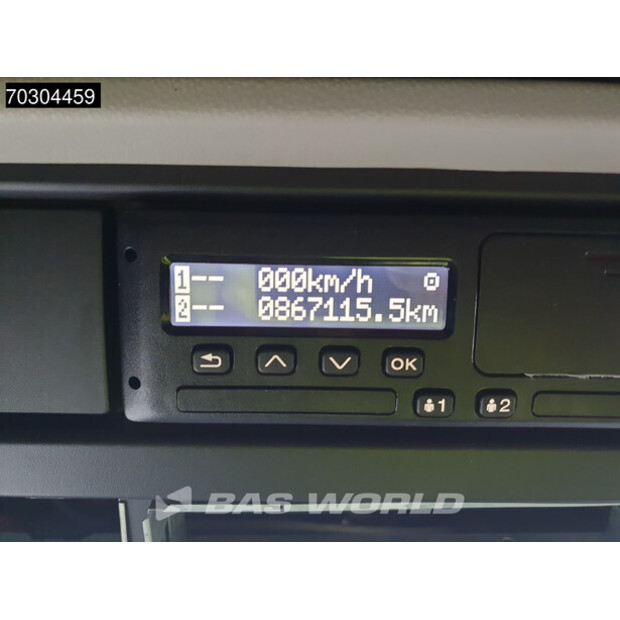 70304459
1-- 000km/h
2-- 0867115.5km
OK
1 2
BAS WORLD